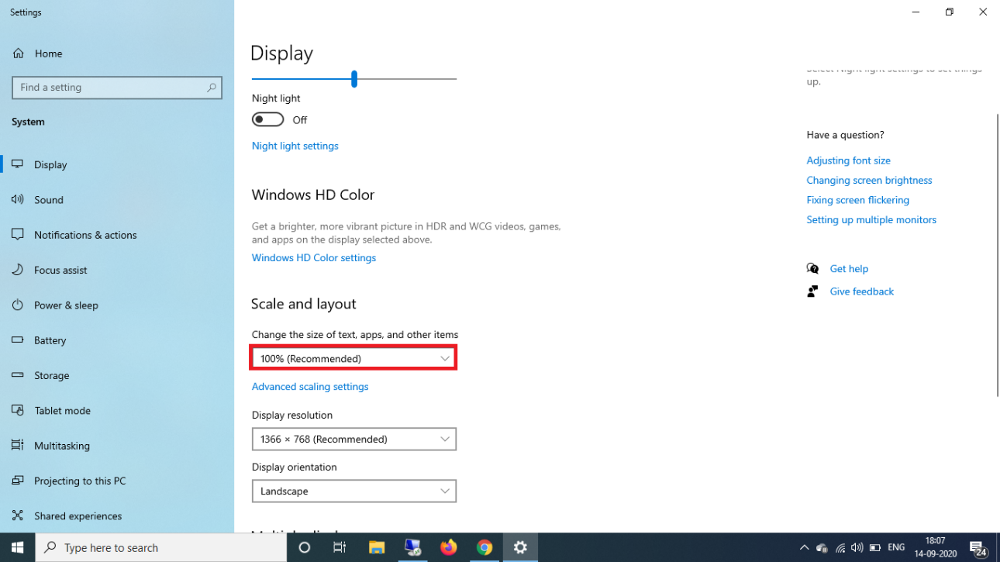 Settings
Home
Find a setting
System
Display
Sound
Notifications & actions
Focus assist
Power & sleep
Battery
Storage
Tablet mode
Multitasking
Projecting to this PC
Shared experiences
Display
Night light
Off
Night light settings
Windows HD Color
Get a brighter, more vibrant picture in HDR and WCG videos, games,
and apps on the display selected above.
Windows HD Color settings
Scale and layout
Change the size of text, apps, and other items
100% (Recommended)
Advanced scaling settings
Display resolution
1366 × 768 (Recommended)
Display orientation
Landscape
Select Night light settings to set things
up.
Have a question?
Adjusting font size
Changing screen brightness
Fixing screen flickering
Setting up multiple monitors
Get help
Give feedback
Type here to search
ENG
18:07
14-09-2020
24